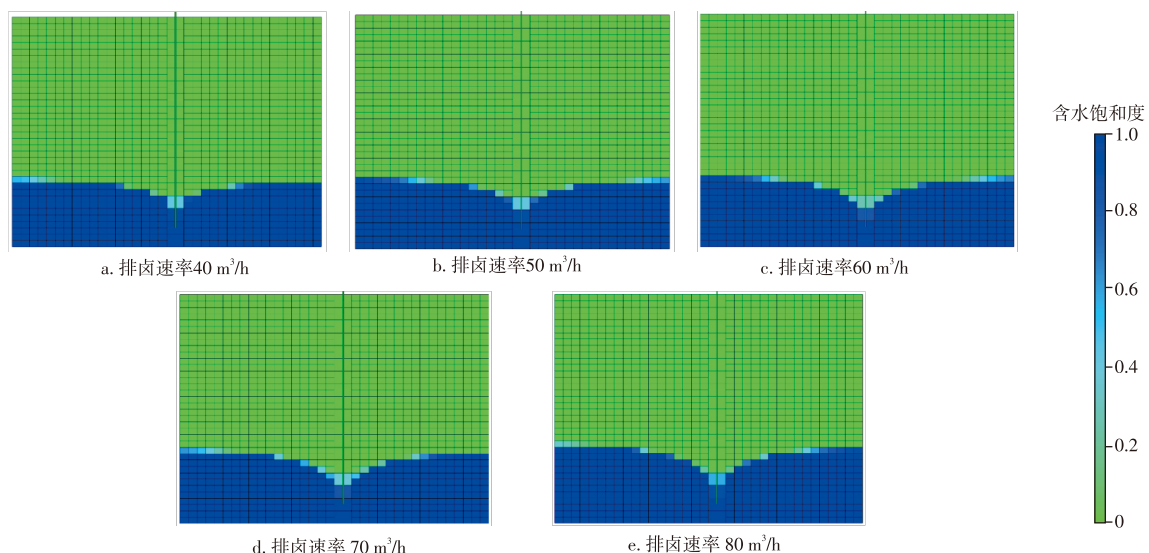 含水饱和度
1.0
0.8
0.6
0.4
0.2
0
a. 排卤速率40 m³/h
b. 排卤速率50 m³/h
c. 排卤速率60 m³/h
d. 排卤速率 70 m³/h
e. 排卤速率 80 m³/h